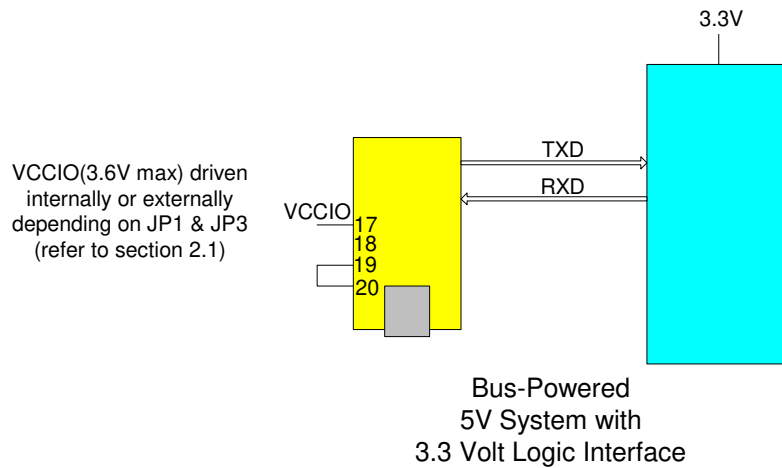 3.3V
TXD
RXD
VCCIO(3.6V max) driven
internally or externally
depending on JP1 & JP3
(refer to section 2.1)
VCCIO
17
18
19
20
Bus-Powered
5V System with
3.3 Volt Logic Interface